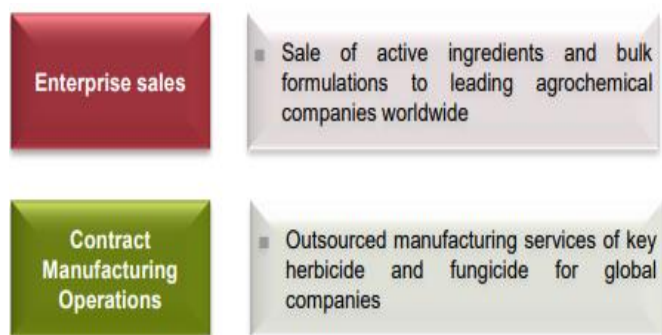 Enterprise sales
Sale of active ingredients and bulk
formulations to leading agrochemical
companies worldwide
Contract
Manufacturing
Operations
Outsourced manufacturing services of key
herbicide and fungicide for global
companies